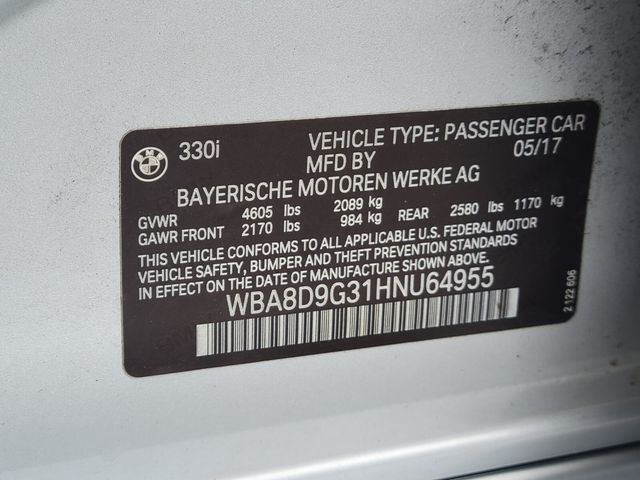 BMW
330i
VEHICLE TYPE: PASSENGER CAR
MFD BY 05/17
BAYERISCHE MOTOREN WERKE AG
GVWR 4605 lbs 2089 kg
GAWR FRONT 2170 lbs 984 kg REAR 2580 lbs 1170 kg
THIS VEHICLE CONFORMS TO ALL APPLICABLE U.S. FEDERAL MOTOR
VEHICLE SAFETY, BUMPER AND THEFT PREVENTION STANDARDS
IN EFFECT ON THE DATE OF MANUFACTURE SHOWN ABOVE.
WBA8D9G31HNU64955
2 122 606